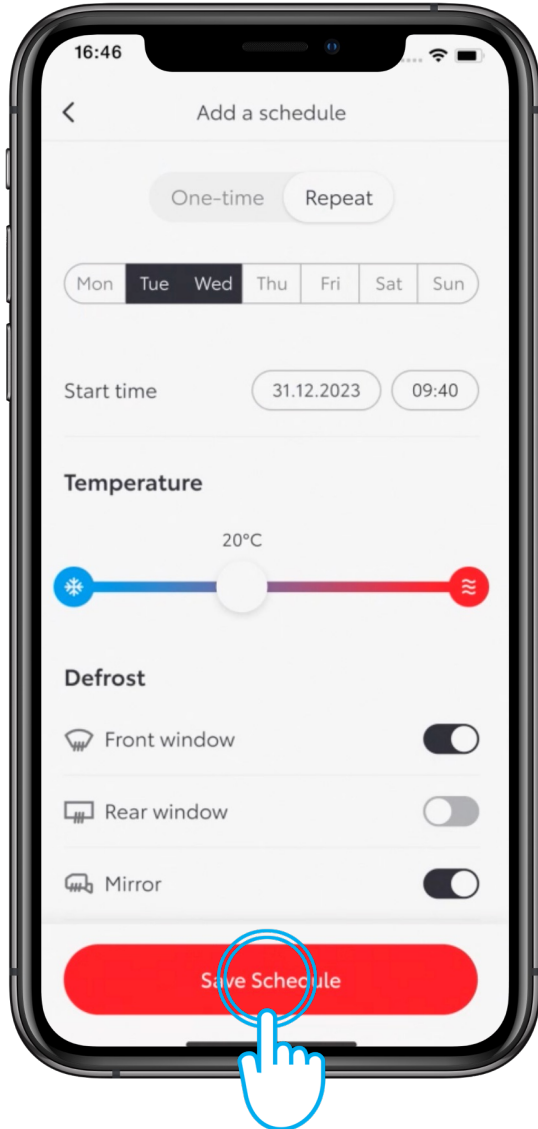 16:46
Add a schedule
One-time Repeat
Mon Tue Wed Thu Fri Sat Sun
Start time 31.12.2023 09:40
Temperature
20°C
Defrost
Front window
Rear window
Mirror
Save Schedule